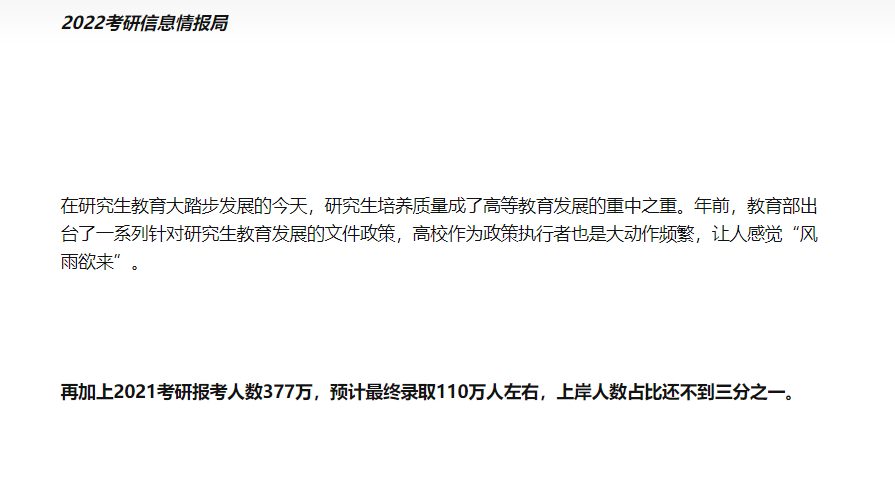 2022考研信息情报局
在研究生教育大踏步发展的今天，研究生培养质量成了高等教育发展的重中之重。年前，教育部出
台了一系列针对研究生教育发展的文件政策，高校作为政策执行者也是大动作频繁，让人感觉“风
雨欲来”。
再加上2021考研报考人数377万，预计最终录取110万人左右，上岸人数占比还不到三分之一。